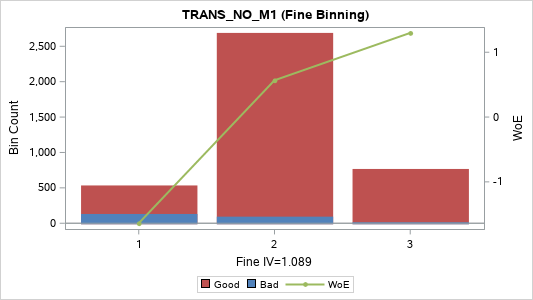 TRANS_NO_M1 (Fine Binning)
2,500
2,000
1,500
1,000
500
0
Bin Count
1
0
-1
WoE
1 2 3
Fine IV=1.089
Good Bad WoE